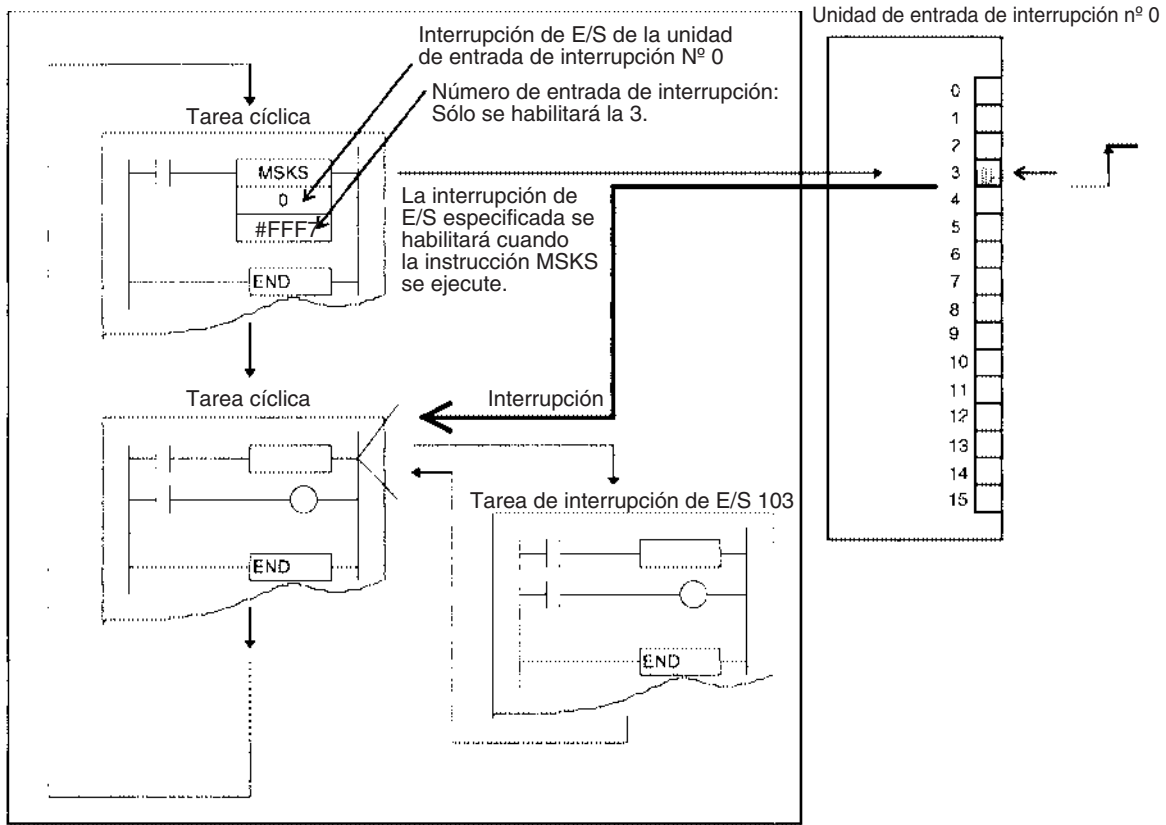 Unidad de entrada de interrupción nº 0
Interrupción de E/S de la unidad
de entrada de interrupción Nº 0
Número de entrada de interrupción:
Sólo se habilitará la 3.
Tarea cíclica
MSKS
0
#FFF7
END
La interrupción de
E/S especificada se
habilitará cuando
la instrucción MSKS
se ejecute.
Tarea cíclica
Interrupción
END
Tarea de interrupción de E/S 103
END
0
1
2
3
4
5
6
7
8
9
10
11
12
13
14
15